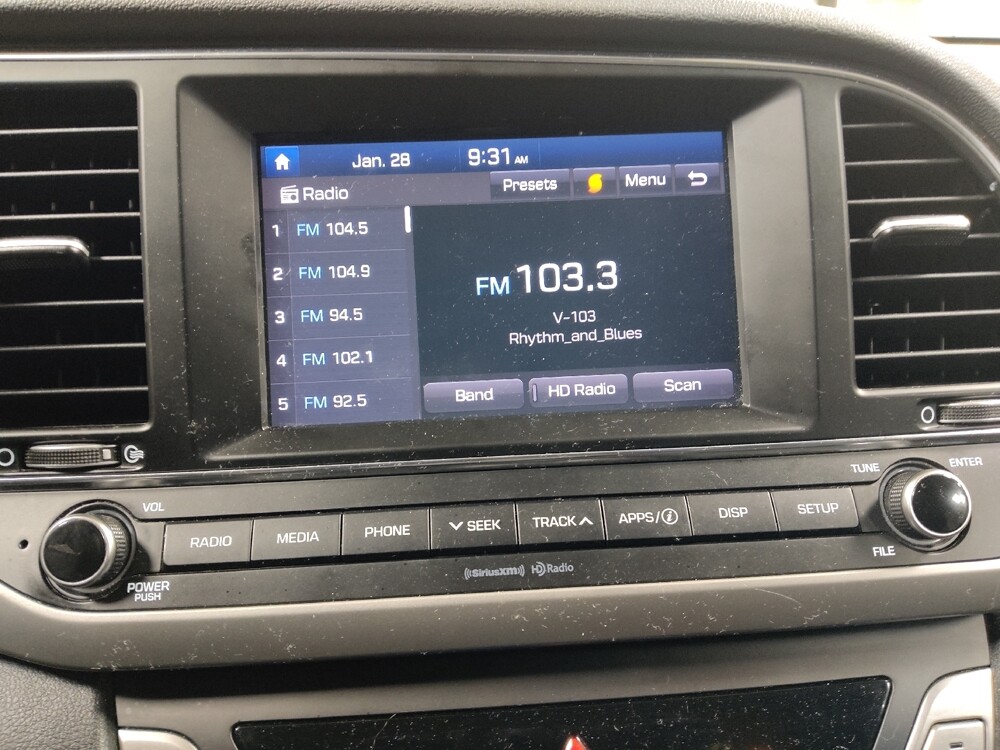 Jan. 28 9:31 AM
Radio Presets Menu
1 FM 104.5
2 FM 104.9
3 FM 94.5
4 FM 102.1
5 FM 92.5
FM 103.3
V-103
Rhythm_and_Blues
Band HD Radio Scan
VOL
TUNE
ENTER
RADIO MEDIA PHONE SEEK TRACK APPS/i DISP SETUP
POWER
PUSH
FILE
((SiriusXM)) HD Radio